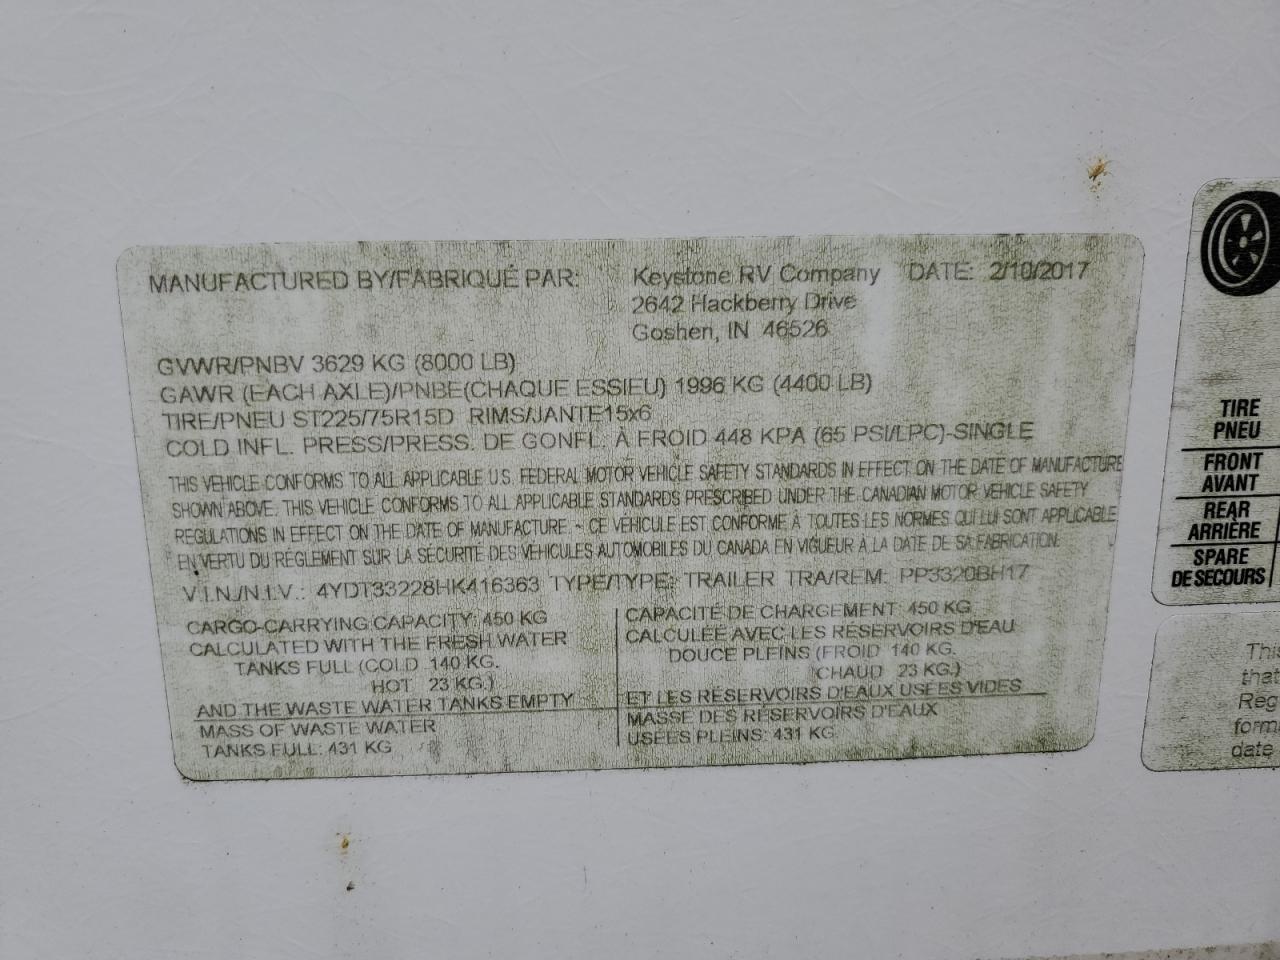 MANUFACTURED BY/FABRIQUÉ PAR: Keystone RV Company DATE: 2/10/2017
2642 Hackberry Drive
Goshen, IN 46526
GVWR/PNBV 3629 KG (8000 LB)
GAWR (EACH AXLE)/PNBE(CHAQUE ESSIEU) 1996 KG (4400 LB)
TIRE/PNEU ST225/75R15D RIMS/JANTE15x6
COLD INFL. PRESS/PRESS. DE GONFL. À FROID 448 KPA (65 PSI/LPC)-SINGLE
THIS VEHICLE CONFORMS TO ALL APPLICABLE U.S. FEDERAL MOTOR VEHICLE SAFETY STANDARDS IN EFFECT ON THE DATE OF MANUFACTURE
SHOWN ABOVE. THIS VEHICLE CONFORMS TO ALL APPLICABLE STANDARDS PRESCRIBED UNDER THE CANADIAN MOTOR VEHICLE SAFETY
REGULATIONS IN EFFECT ON THE DATE OF MANUFACTURE - CE VÉHICULE EST CONFORME À TOUTES LES NORMES QUI LUI SONT APPLICABLE
EN VERTU DU RÈGLEMENT SUR LA SÉCURITÉ DES VÉHICULES AUTOMOBILES DU CANADA EN VIGUEUR À LA DATE DE SA FABRICATION.
V.I.N./N.I.V.: 4YDT33228HK416363 TYPE/TYPE: TRAILER TRA/REM: PP3320BH17
CARGO-CARRYING CAPACITY: 450 KG
CALCULATED WITH THE FRESH WATER
TANKS FULL (COLD 140 KG.
HOT 23 KG.)
AND THE WASTE WATER TANKS EMPTY
MASS OF WASTE WATER
TANKS FULL: 431 KG
CAPACITÉ DE CHARGEMENT: 450 KG
CALCULÉE AVEC LES RÉSERVOIRS D'EAU
DOUCE PLEINS (FROID 140 KG.
CHAUD 23 KG.)
ET LES RÉSERVOIRS D'EAUX USÉES VIDES
MASSE DES RÉSERVOIRS D'EAUX
USÉES PLEINS: 431 KG
TIRE
PNEU
FRONT
AVANT
REAR
ARRIÈRE
SPARE
DE SECOURS
This
that
Reg
form
date